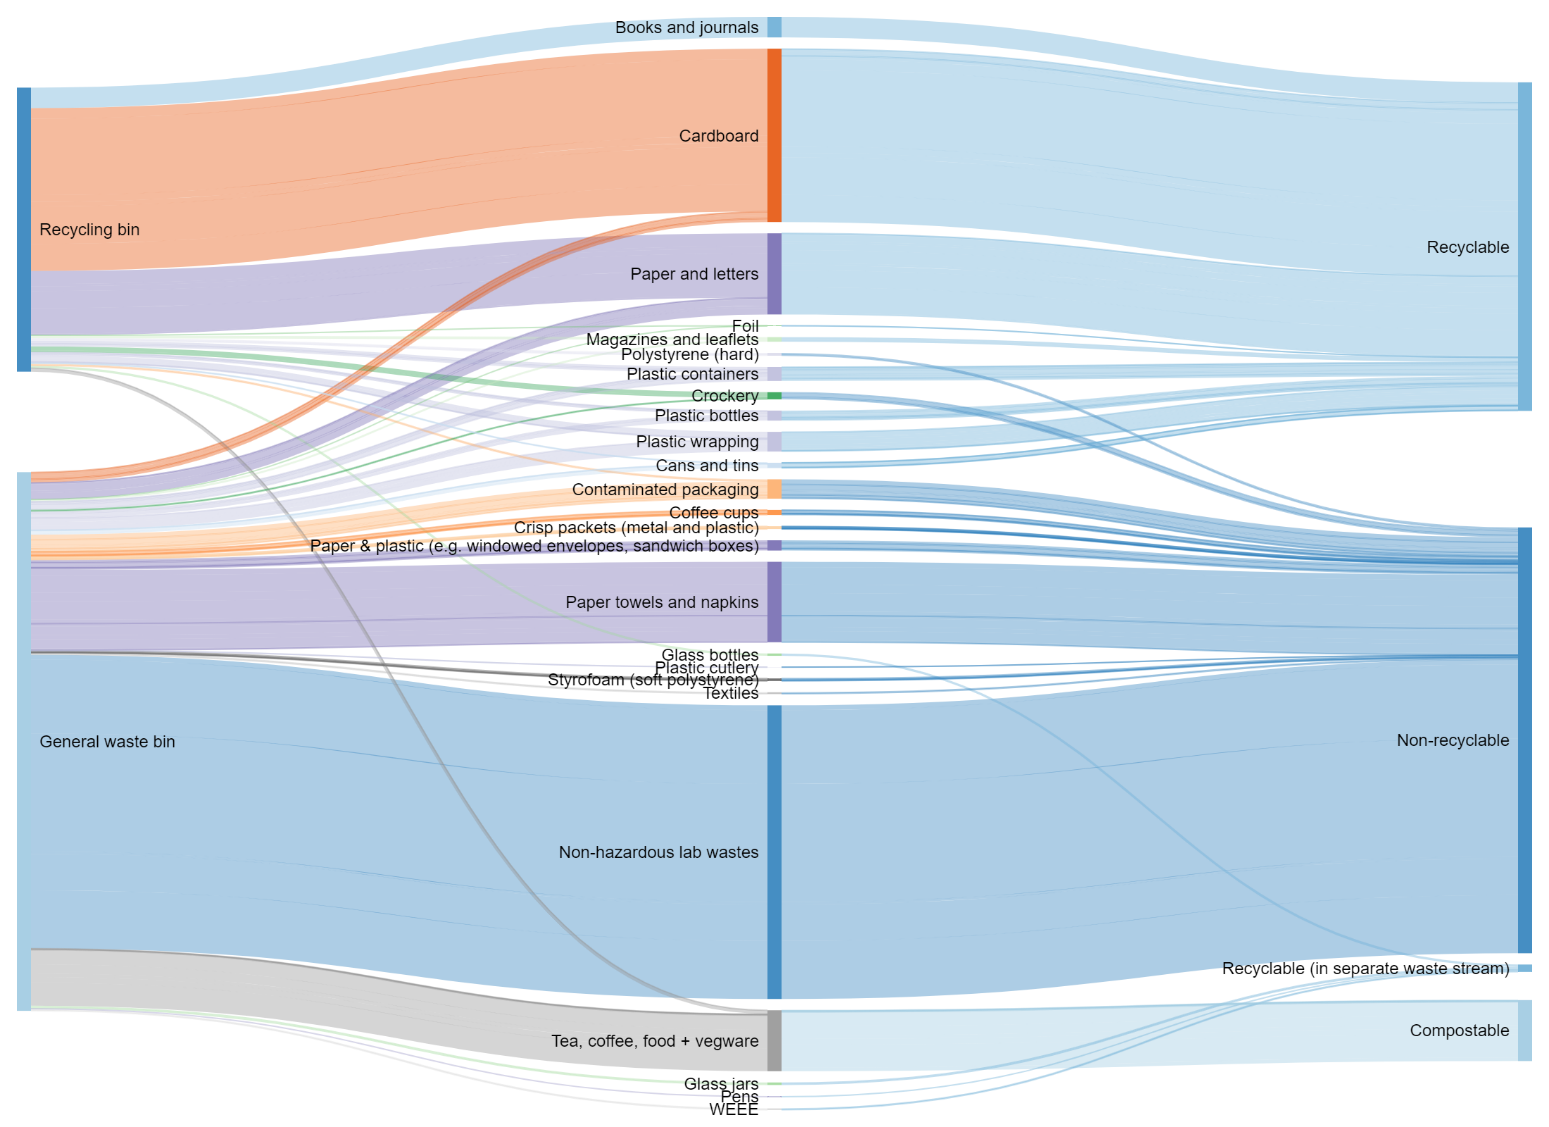 Recycling bin
General waste bin
Books and journals
Cardboard
Paper and letters
Foil
Magazines and leaflets
Polystyrene (hard)
Plastic containers
Crockery
Plastic bottles
Plastic wrapping
Cans and tins
Contaminated packaging
Coffee cups
Crisp packets (metal and plastic)
Paper & plastic (e.g. windowed envelopes, sandwich boxes)
Paper towels and napkins
Glass bottles
Plastic cutlery
Styrofoam (soft polystyrene)
Textiles
Non-hazardous lab wastes
Tea, coffee, food + vegware
Glass jars
Pens
WEEE
Recyclable
Non-recyclable
Recyclable (in separate waste stream)
Compostable